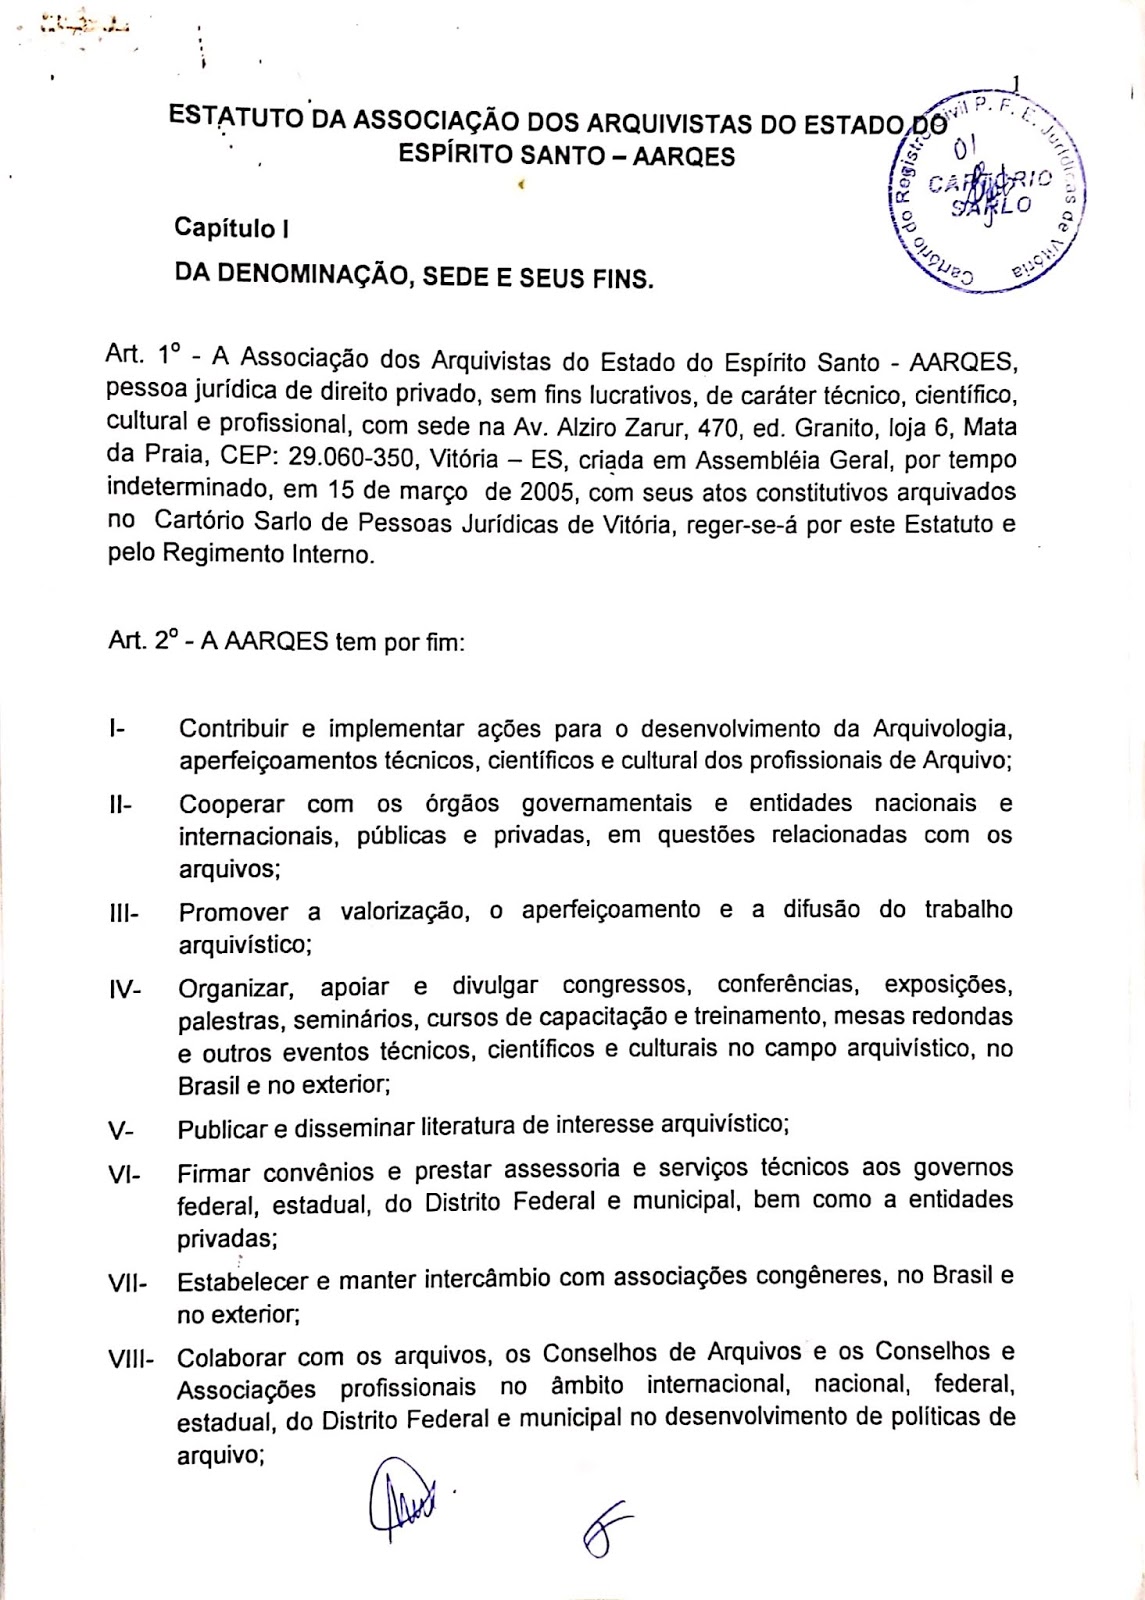 1
ESTATUTO DA ASSOCIAÇÃO DOS ARQUIVISTAS DO ESTADO DO
ESPÍRITO SANTO – AARQES
Cartório do Registro Civil P. F. E. Jurídicas de Vitória
01
CARTÓRIO
SARLO
Capítulo I
DA DENOMINAÇÃO, SEDE E SEUS FINS.
Art. 1º - A Associação dos Arquivistas do Estado do Espírito Santo - AARQES,
pessoa jurídica de direito privado, sem fins lucrativos, de caráter técnico, científico,
cultural e profissional, com sede na Av. Alziro Zarur, 470, ed. Granito, loja 6, Mata
da Praia, CEP: 29.060-350, Vitória – ES, criada em Assembléia Geral, por tempo
indeterminado, em 15 de março de 2005, com seus atos constitutivos arquivados
no Cartório Sarlo de Pessoas Jurídicas de Vitória, reger-se-á por este Estatuto e
pelo Regimento Interno.
Art. 2º - A AARQES tem por fim:
I- Contribuir e implementar ações para o desenvolvimento da Arquivologia,
aperfeiçoamentos técnicos, científicos e cultural dos profissionais de Arquivo;
II- Cooperar com os órgãos governamentais e entidades nacionais e
internacionais, públicas e privadas, em questões relacionadas com os
arquivos;
III- Promover a valorização, o aperfeiçoamento e a difusão do trabalho
arquivístico;
IV- Organizar, apoiar e divulgar congressos, conferências, exposições,
palestras, seminários, cursos de capacitação e treinamento, mesas redondas
e outros eventos técnicos, científicos e culturais no campo arquivístico, no
Brasil e no exterior;
V- Publicar e disseminar literatura de interesse arquivístico;
VI- Firmar convênios e prestar assessoria e serviços técnicos aos governos
federal, estadual, do Distrito Federal e municipal, bem como a entidades
privadas;
VII- Estabelecer e manter intercâmbio com associações congêneres, no Brasil e
no exterior;
VIII- Colaborar com os arquivos, os Conselhos de Arquivos e os Conselhos e
Associações profissionais no âmbito internacional, nacional, federal,
estadual, do Distrito Federal e municipal no desenvolvimento de políticas de
arquivo;